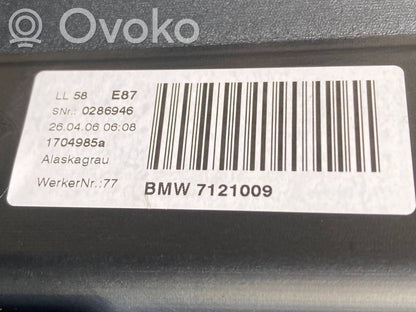 Ovoko
LL 58 E87
SNr.: 0286946
26.04.06 06:08
1704985a
Alaskagrau
WerkerNr.:77
BMW 7121009